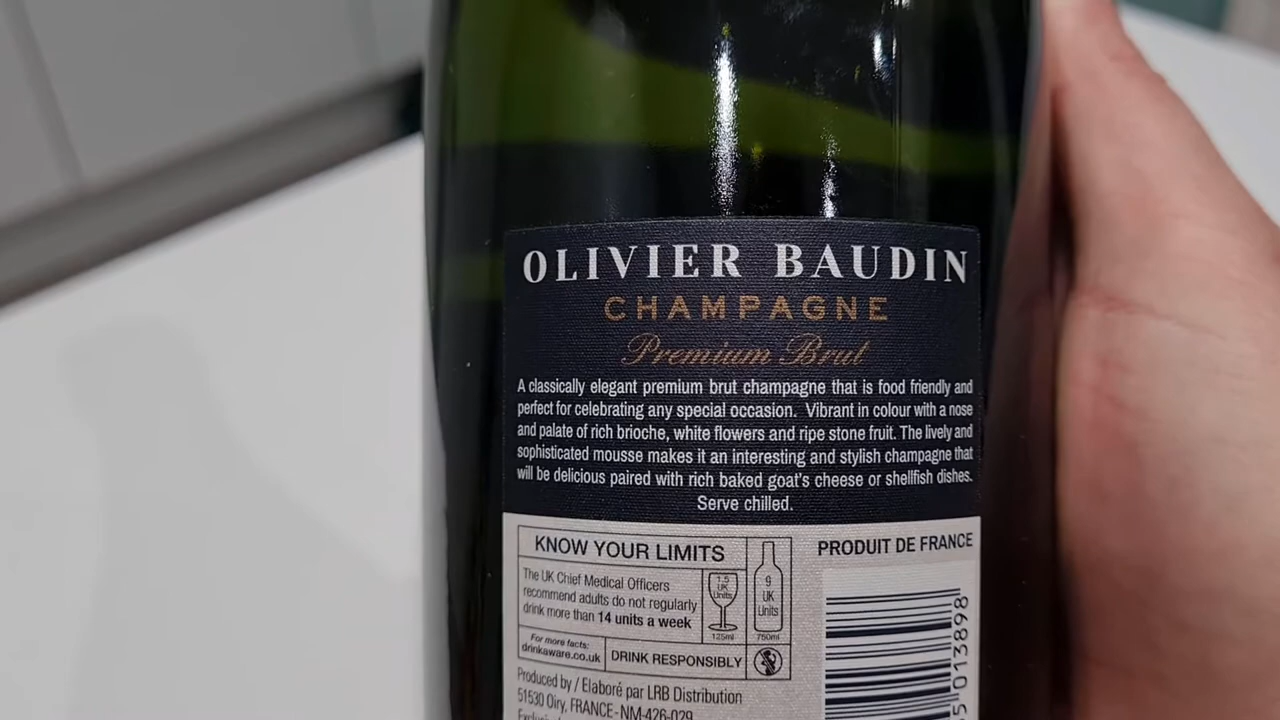 OLIVIER BAUDIN
CHAMPAGNE
Premium Brut
A classically elegant premium brut champagne that is food friendly and
perfect for celebrating any special occasion. Vibrant in colour with a nose
and palate of rich brioche, white flowers and ripe stone fruit. The lively and
sophisticated mousse makes it an interesting and stylish champagne that
will be delicious paired with rich baked goat's cheese or shellfish dishes.
Serve chilled.
KNOW YOUR LIMITS
The UK Chief Medical Officers
recommend adults do not regularly
drink more than 14 units a week
1.5
UK
Units
125ml
9
UK
Units
750ml
For more facts:
drinkaware.co.uk
DRINK RESPONSIBLY
PRODUIT DE FRANCE
5 013898
Produced by / Elaboré par LRB Distribution
51530 Oiry, FRANCE - NM-426-029